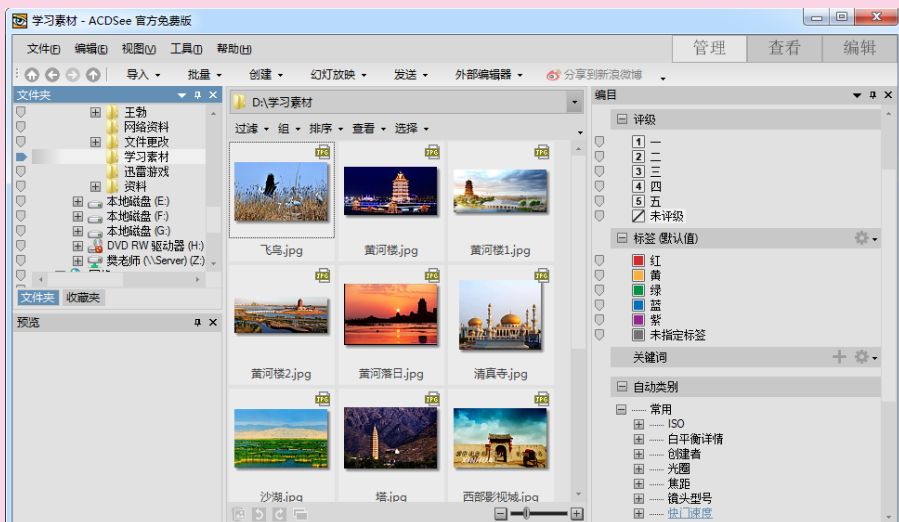 学习素材 - ACDSee 官方免费版
文件(F) 编辑(E) 视图(V) 工具(T) 帮助(H)
管理 查看 编辑
导入 批量 创建 幻灯放映 发送 外部编辑器 分享到新浪微博
文件夹
王勃
网络资料
文件更改
学习素材
迅雷游戏
资料
本地磁盘 (E:)
本地磁盘 (F:)
本地磁盘 (G:)
DVD RW 驱动器 (H:)
樊老师 (\\Server) (Z:)
文件夹 收藏夹
预览
D:\学习素材
过滤 组 排序 查看 选择
JPG JPG JPG
飞鸟.jpg 黄河楼.jpg 黄河楼1.jpg
JPG JPG JPG
黄河楼2.jpg 黄河落日.jpg 清真寺.jpg
JPG JPG JPG
沙湖.jpg 塔.jpg 西部影视城.jpg
编目
评级
1 一
2 二
3 三
4 四
5 五
未评级
标签 (默认值)
红
黄
绿
蓝
紫
未指定标签
关键词
自动类别
常用
ISO
白平衡详情
创建者
光圈
焦距
镜头型号
快门速度